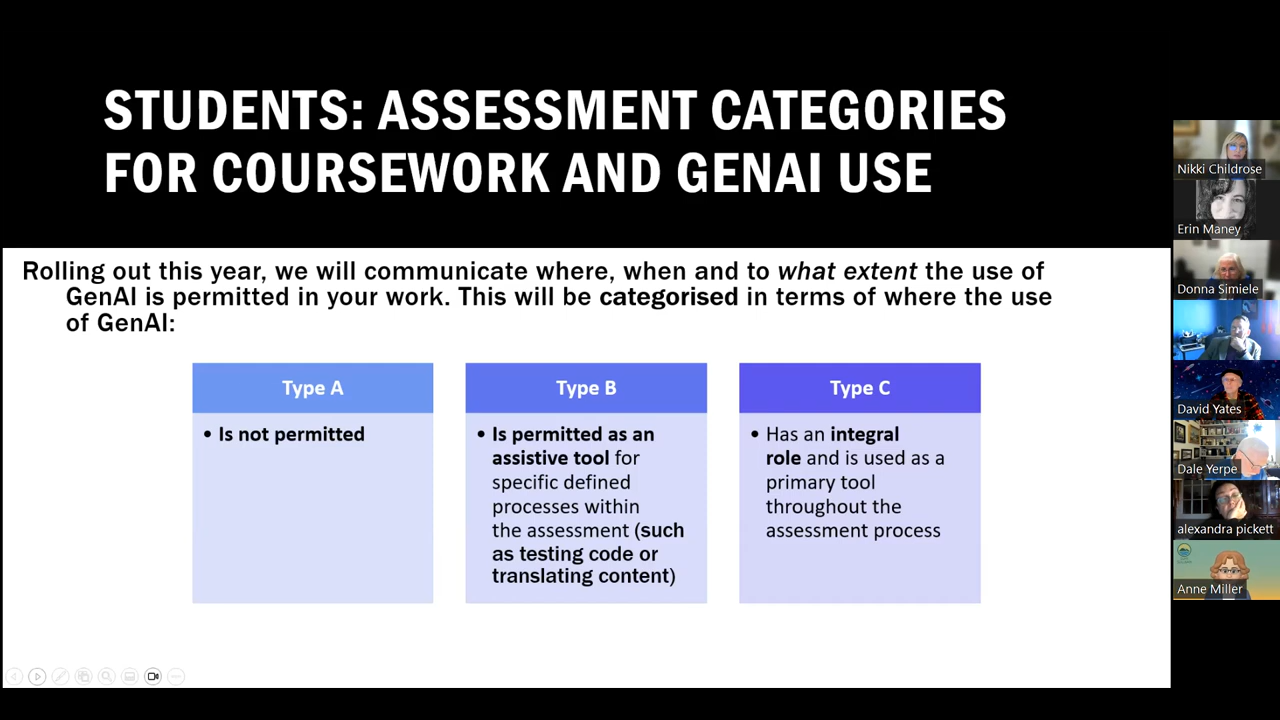 STUDENTS: ASSESSMENT CATEGORIES
FOR COURSEWORK AND GENAI USE
Rolling out this year, we will communicate where, when and to what extent the use of
GenAI is permitted in your work. This will be categorised in terms of where the use
of GenAI:
Type A
• Is not permitted
Type B
• Is permitted as an
assistive tool for
specific defined
processes within
the assessment (such
as testing code or
translating content)
Type C
• Has an integral
role and is used as a
primary tool
throughout the
assessment process
Nikki Childrose
Erin Maney
Donna Simiele
David Yates
Dale Yerpe
alexandra pickett
Anne Miller